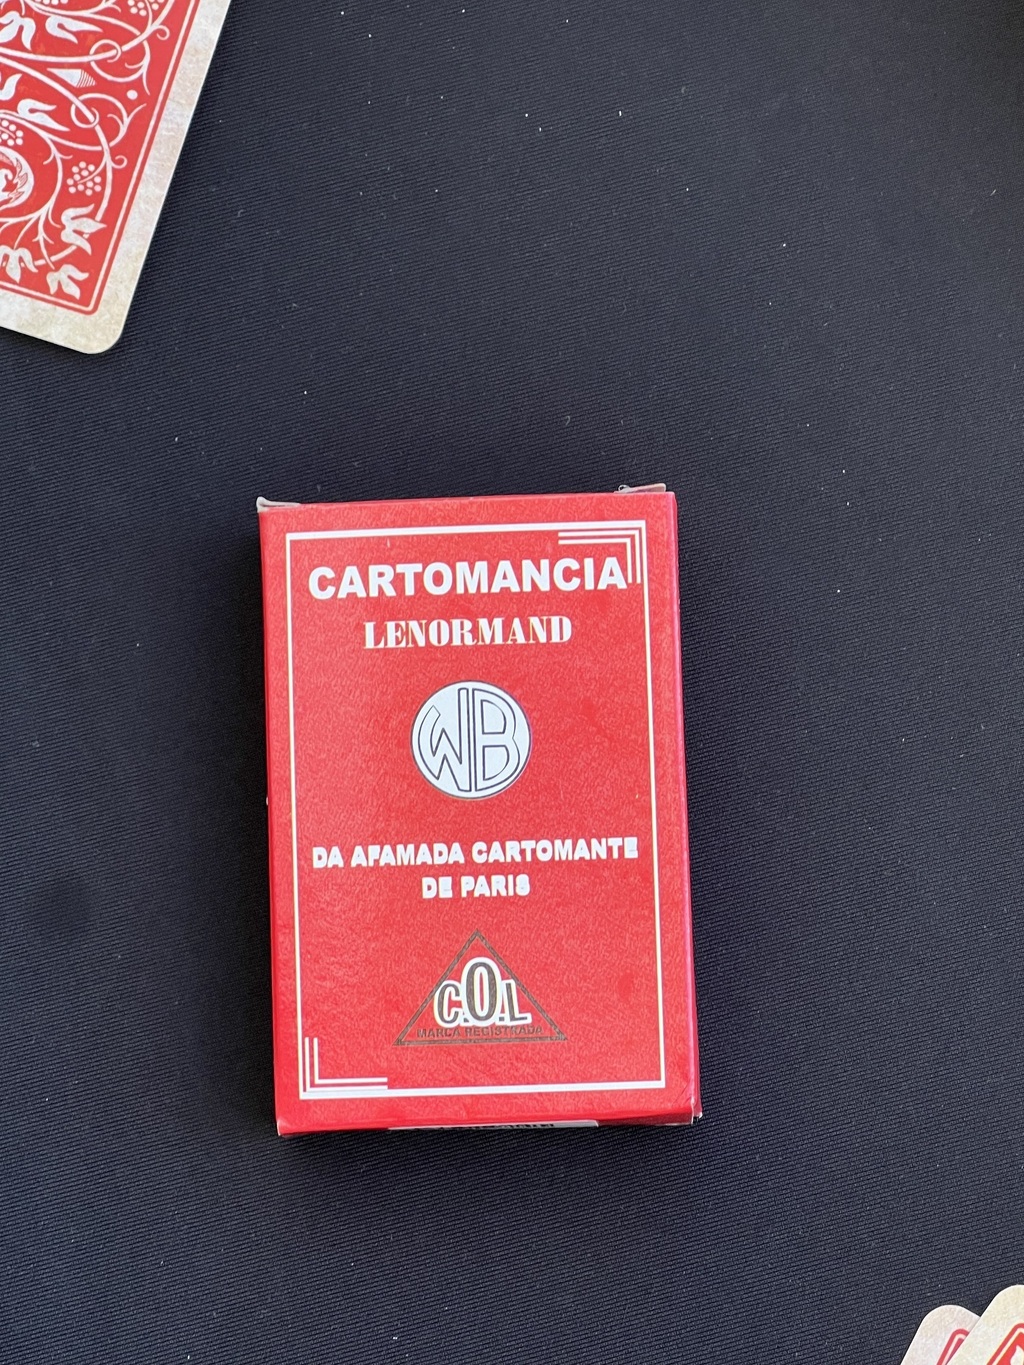 CARTOMANCIA
LENORMAND
WB
DA AFAMADA CARTOMANTE
DE PARIS
C.O.L
MARCA REGISTRADA